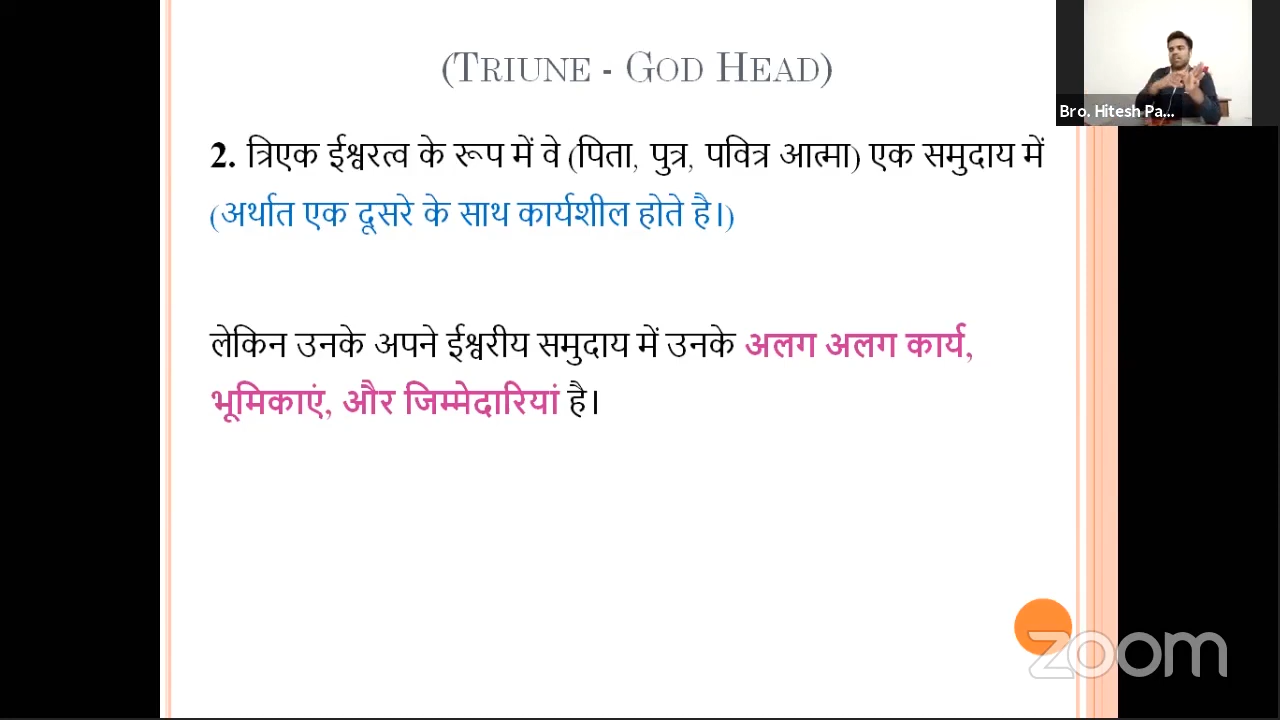 (TRIUNE - GOD HEAD)
Bro. Hitesh Pa...
2. त्रिएक ईश्वरत्व के रूप में वे (पिता, पुत्र, पवित्र आत्मा) एक समुदाय में
(अर्थात एक दूसरे के साथ कार्यशील होते है।)
लेकिन उनके अपने ईश्वरीय समुदाय में उनके अलग अलग कार्य,
भूमिकाएं, और जिम्मेदारियां है।
zoom